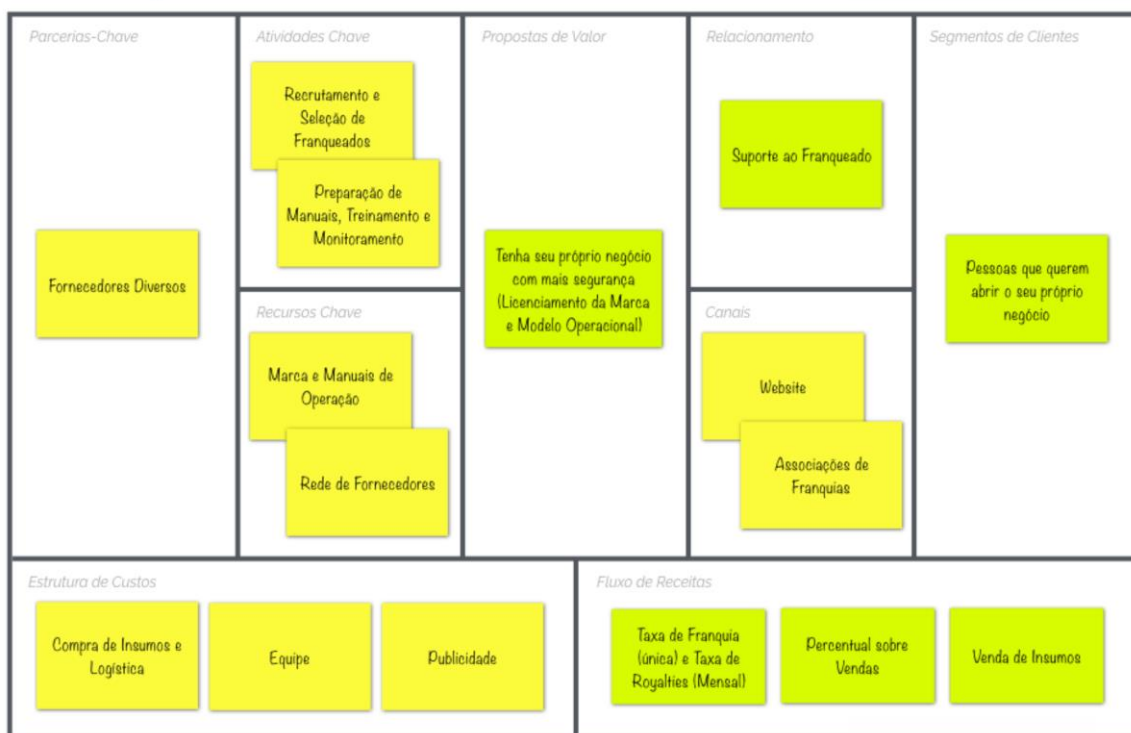 Parcerias-Chave
Fornecedores Diversos
Atividades Chave
Recrutamento e
Seleção de
Franqueados
Preparação de
Manuais, Treinamento e
Monitoramento
Recursos Chave
Marca e Manuais de
Operação
Rede de Fornecedores
Propostas de Valor
Tenha seu próprio negócio
com mais segurança
(Licenciamento da Marca
e Modelo Operacional)
Relacionamento
Suporte ao Franqueado
Canais
Website
Associações de
Franquias
Segmentos de Clientes
Pessoas que querem
abrir o seu próprio
negócio
Estrutura de Custos
Compra de Insumos e
Logística
Equipe
Publicidade
Fluxo de Receitas
Taxa de Franquia
(única) e Taxa de
Royalties (Mensal)
Percentual sobre
Vendas
Venda de Insumos